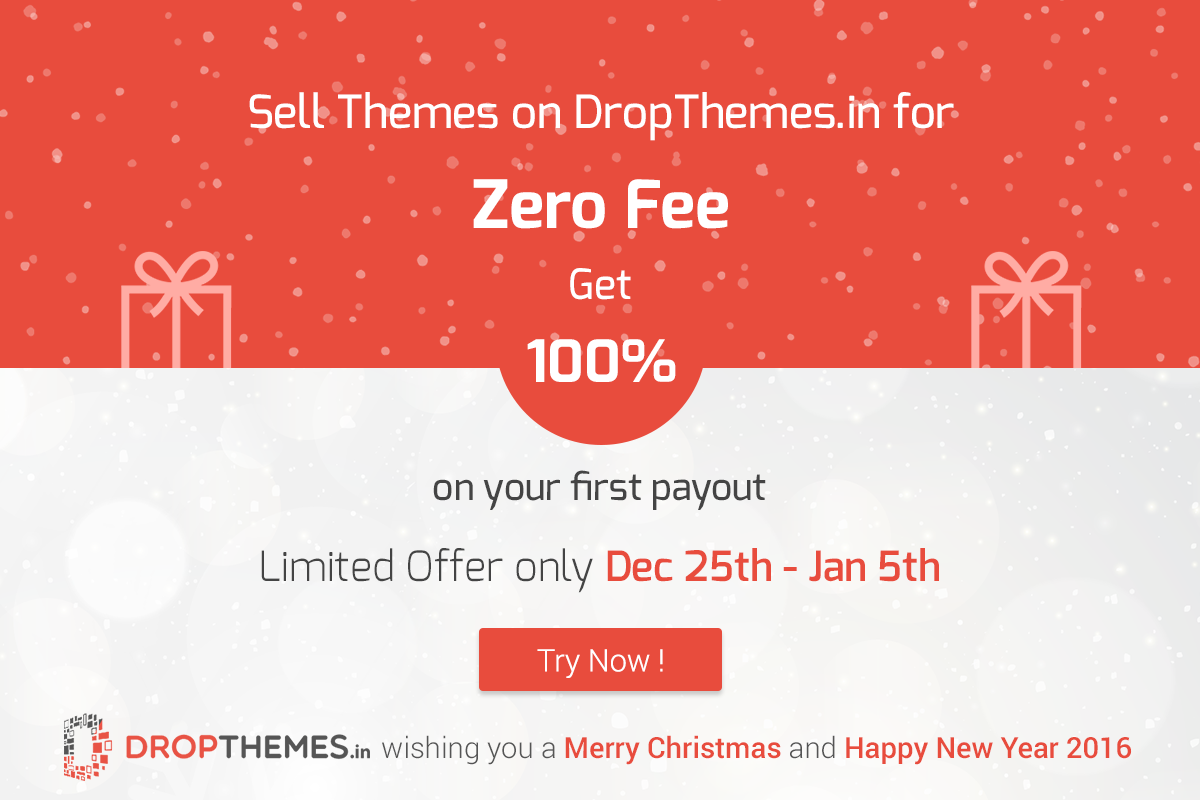 Sell Themes on DropThemes.in for
Zero Fee
Get
100%
on your first payout
Limited Offer only Dec 25th - Jan 5th
Try Now !
DROPTHEMES.in wishing you a Merry Christmas and Happy New Year 2016